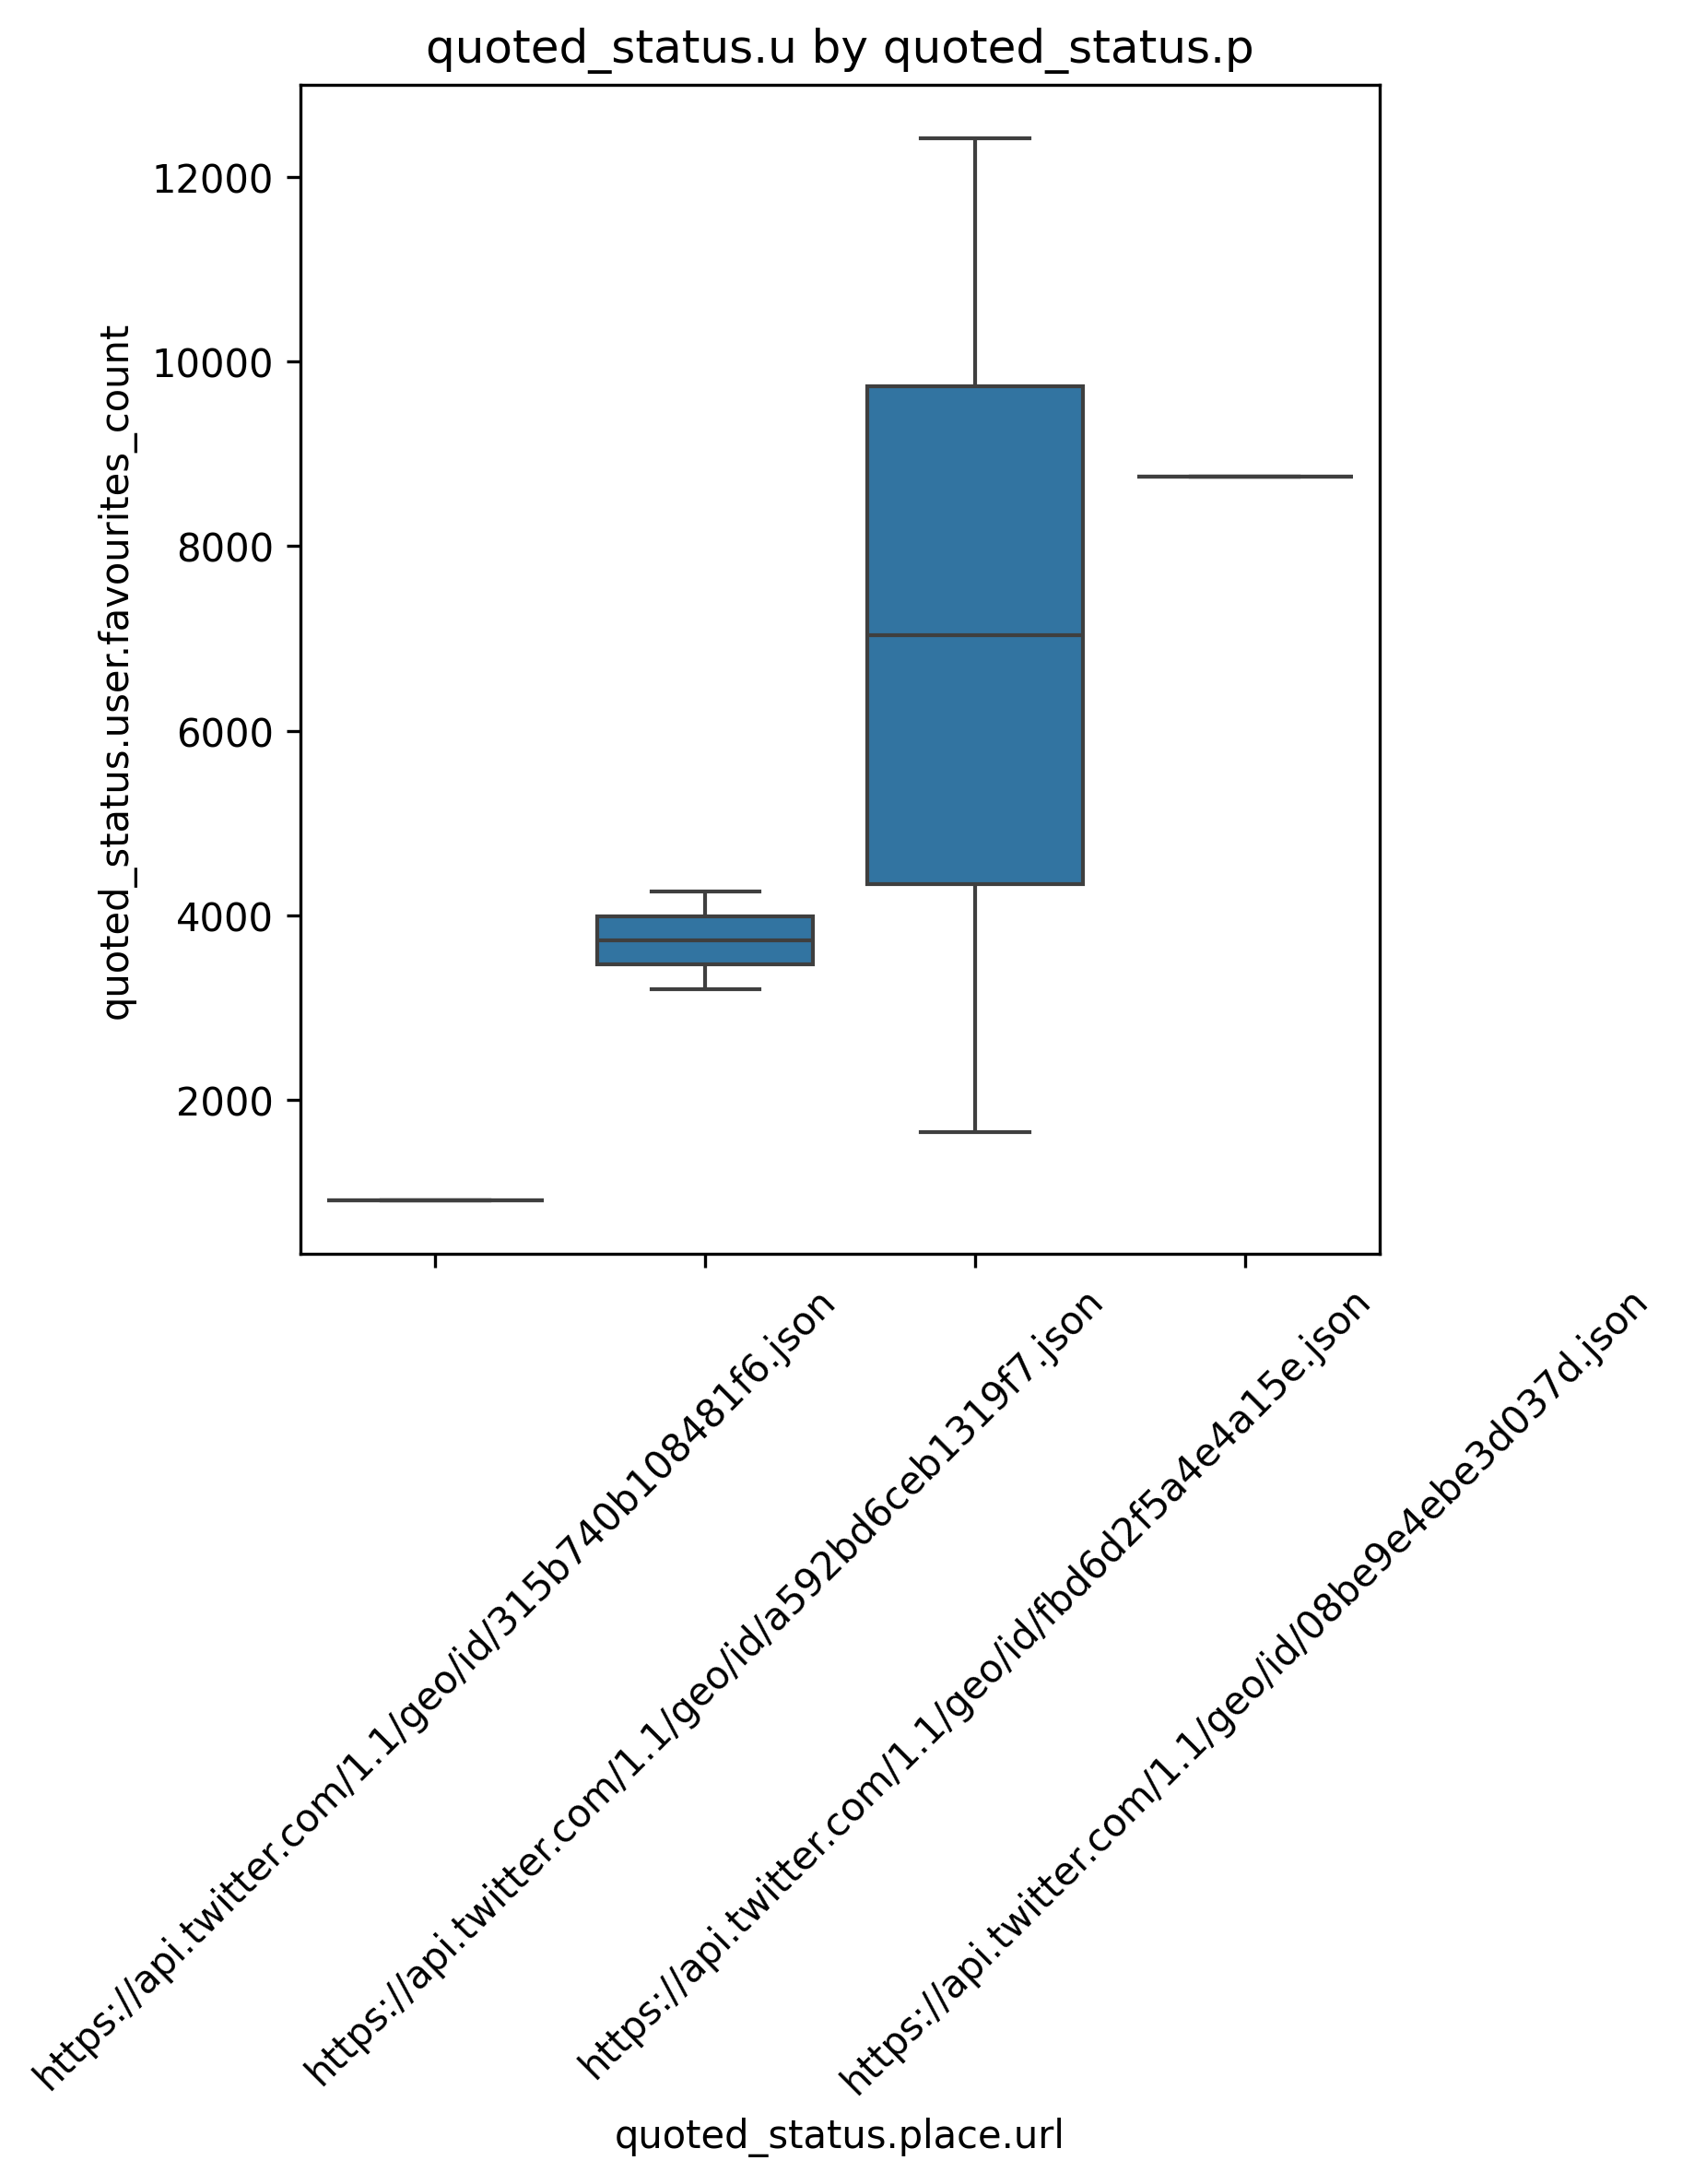 quoted_status.u by quoted_status.p
quoted_status.user.favourites_count
12000
10000
8000
6000
4000
2000
https://api.twitter.com/1.1/geo/id/315b740b108481f6.json
https://api.twitter.com/1.1/geo/id/a592bd6ceb1319f7.json
https://api.twitter.com/1.1/geo/id/fbd6d2f5a4e4a15e.json
https://api.twitter.com/1.1/geo/id/08be9e4ebe3d037d.json
quoted_status.place.url